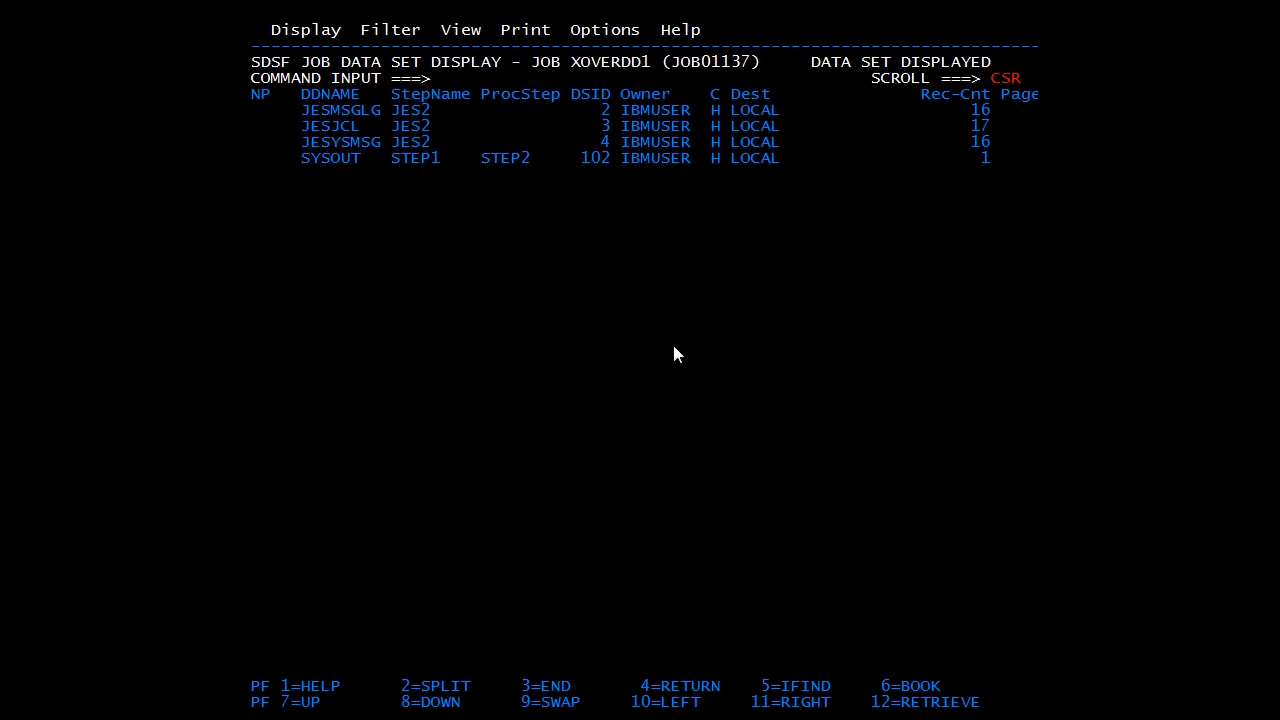 Display  Filter  View  Print  Options  Help
-------------------------------------------------------------------------------
SDSF JOB DATA SET DISPLAY - JOB XOVERDD1 (JOB01137)     DATA SET DISPLAYED
COMMAND INPUT ===>                                            SCROLL ===> CSR
NP   DDNAME   StepName ProcStep DSID Owner    C Dest               Rec-Cnt Page
     JESMSGLG JES2                 2 IBMUSER  H LOCAL                   16
     JESJCL   JES2                 3 IBMUSER  H LOCAL                   17
     JESYSMSG JES2                 4 IBMUSER  H LOCAL                   16
     SYSOUT   STEP1    STEP2     102 IBMUSER  H LOCAL                    1
PF 1=HELP      2=SPLIT     3=END       4=RETURN    5=IFIND     6=BOOK
PF 7=UP        8=DOWN      9=SWAP     10=LEFT     11=RIGHT    12=RETRIEVE